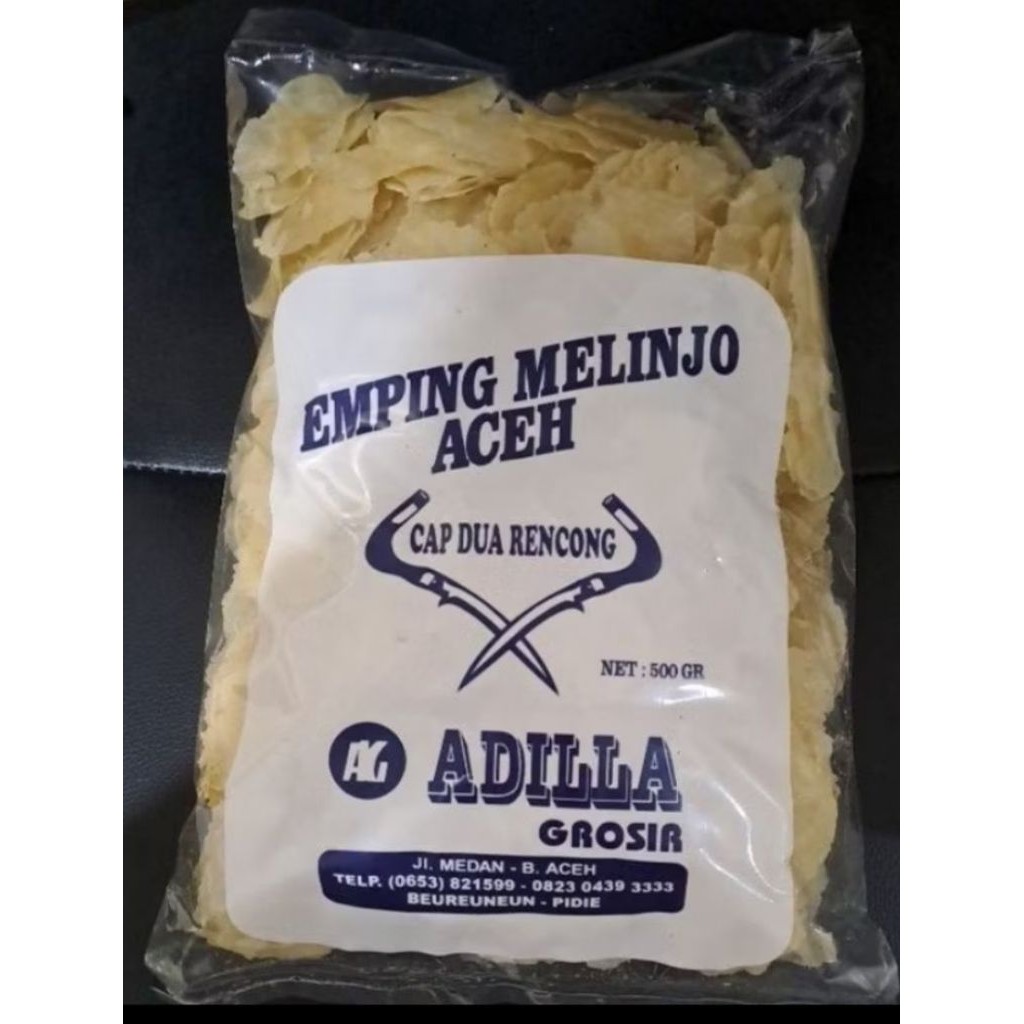 EMPING MELINJO
ACEH
CAP DUA RENCONG
NET : 500 GR
AG
ADILLA
GROSIR
Jl. MEDAN - B. ACEH
TELP. (0653) 821599 - 0823 0439 3333
BEUREUNEUN - PIDIE